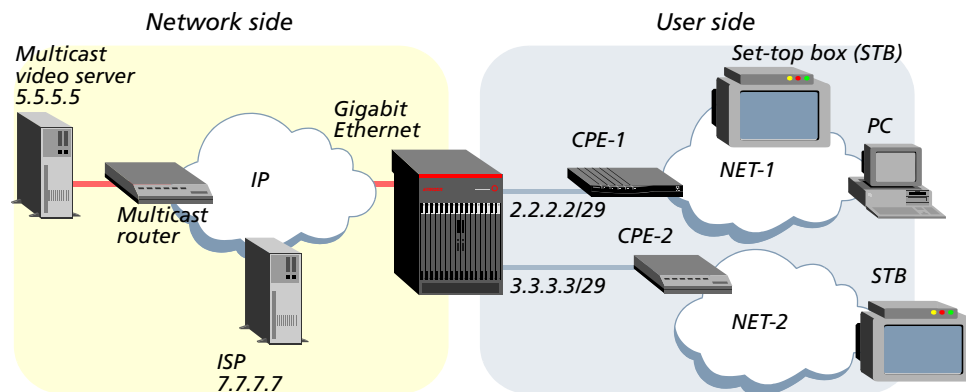 Network side
User side
Multicast
video server
5.5.5.5
Set-top box (STB)
Gigabit
Ethernet
CPE-1
PC
IP
NET-1
Multicast
router
2.2.2.2/29
CPE-2
3.3.3.3/29
STB
NET-2
ISP
7.7.7.7